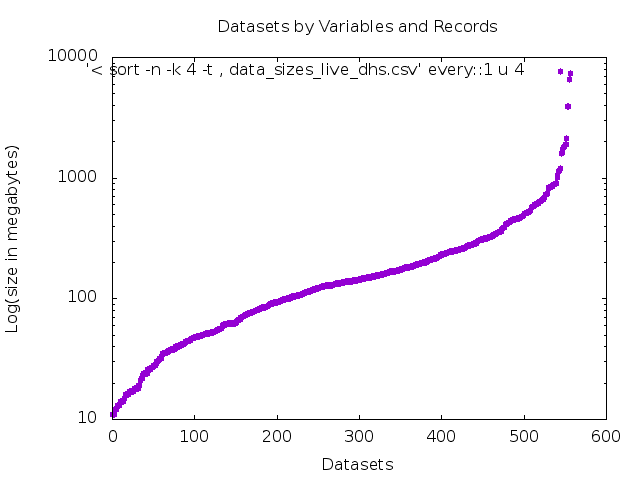 Datasets by Variables and Records
10000
'< sort -n -k 4 -t , data_sizes_live_dhs.csv' every::1 u 4
1000
100
10
Log(size in megabytes)
0 100 200 300 400 500 600
Datasets